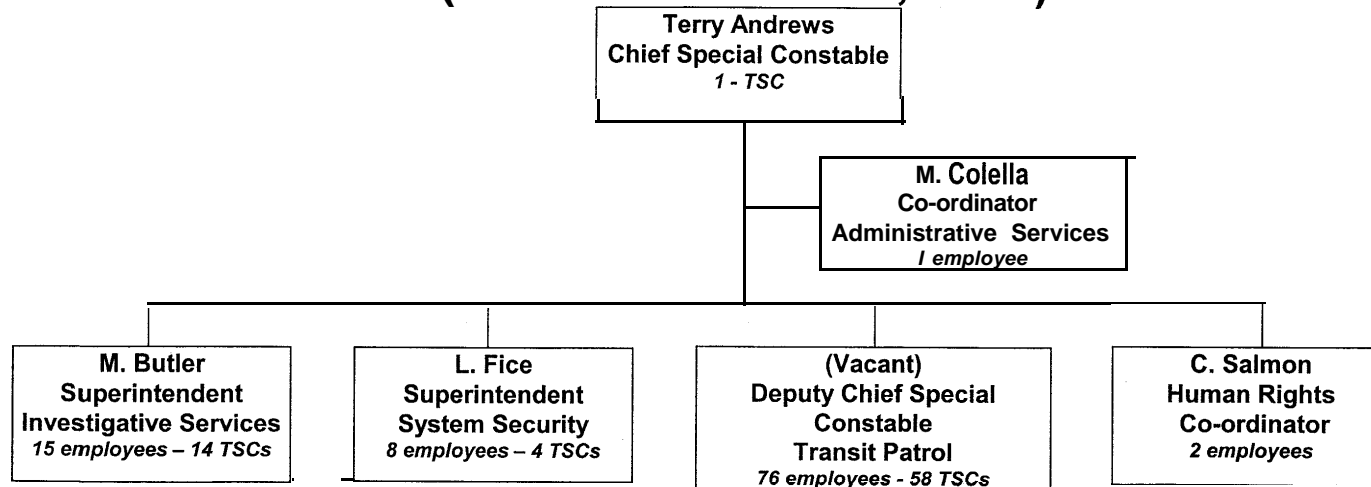 Terry Andrews
Chief Special Constable
1 - TSC
M. Colella
Co-ordinator
Administrative Services
I employee
M. Butler
Superintendent
Investigative Services
15 employees – 14 TSCs
L. Fice
Superintendent
System Security
8 employees – 4 TSCs
(Vacant)
Deputy Chief Special
Constable
Transit Patrol
76 employees - 58 TSCs
C. Salmon
Human Rights
Co-ordinator
2 employees